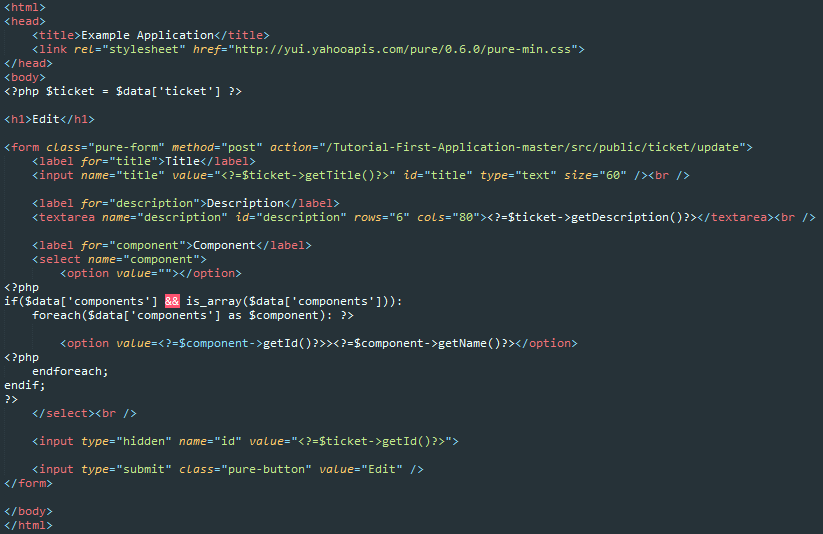 <html>
<head>
    <title>Example Application</title>
    <link rel="stylesheet" href="http://yui.yahooapis.com/pure/0.6.0/pure-min.css">
</head>
<body>
<?php $ticket = $data['ticket'] ?>

<h1>Edit</h1>

<form class="pure-form" method="post" action="/Tutorial-First-Application-master/src/public/ticket/update">
    <label for="title">Title</label>
    <input name="title" value="<?=$ticket->getTitle()?>" id="title" type="text" size="60" /><br />

    <label for="description">Description</label>
    <textarea name="description" id="description" rows="6" cols="80"><?=$ticket->getDescription()?></textarea><br />

    <label for="component">Component</label>
    <select name="component">
        <option value=""></option>
<?php
if($data['components'] && is_array($data['components'])):
    foreach($data['components'] as $component): ?>

        <option value=<?=$component->getId()?>><?=$component->getName()?></option>
<?php
    endforeach;
endif;
?>
    </select><br />

    <input type="hidden" name="id" value="<?=$ticket->getId()?>">

    <input type="submit" class="pure-button" value="Edit" />
</form>

</body>
</html>